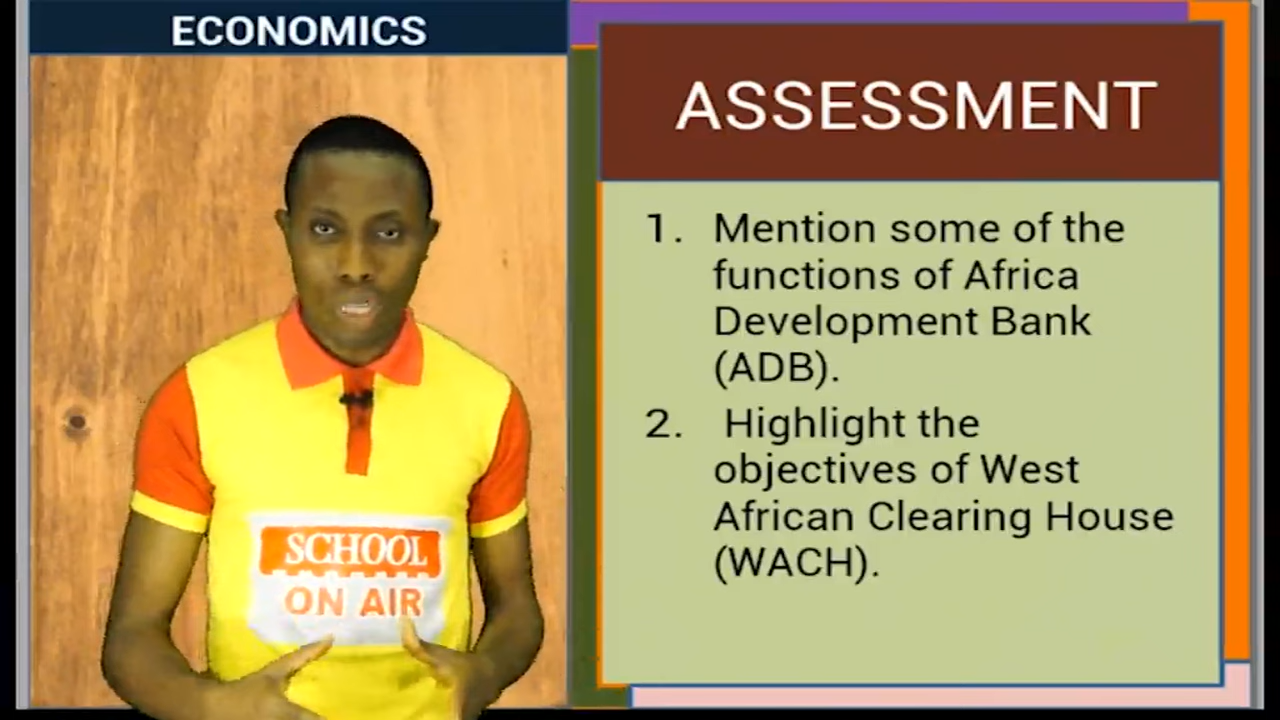 ECONOMICS
ASSESSMENT
1. Mention some of the
functions of Africa
Development Bank
(ADB).
2. Highlight the
objectives of West
African Clearing House
(WACH).
SCHOOL
ON AIR